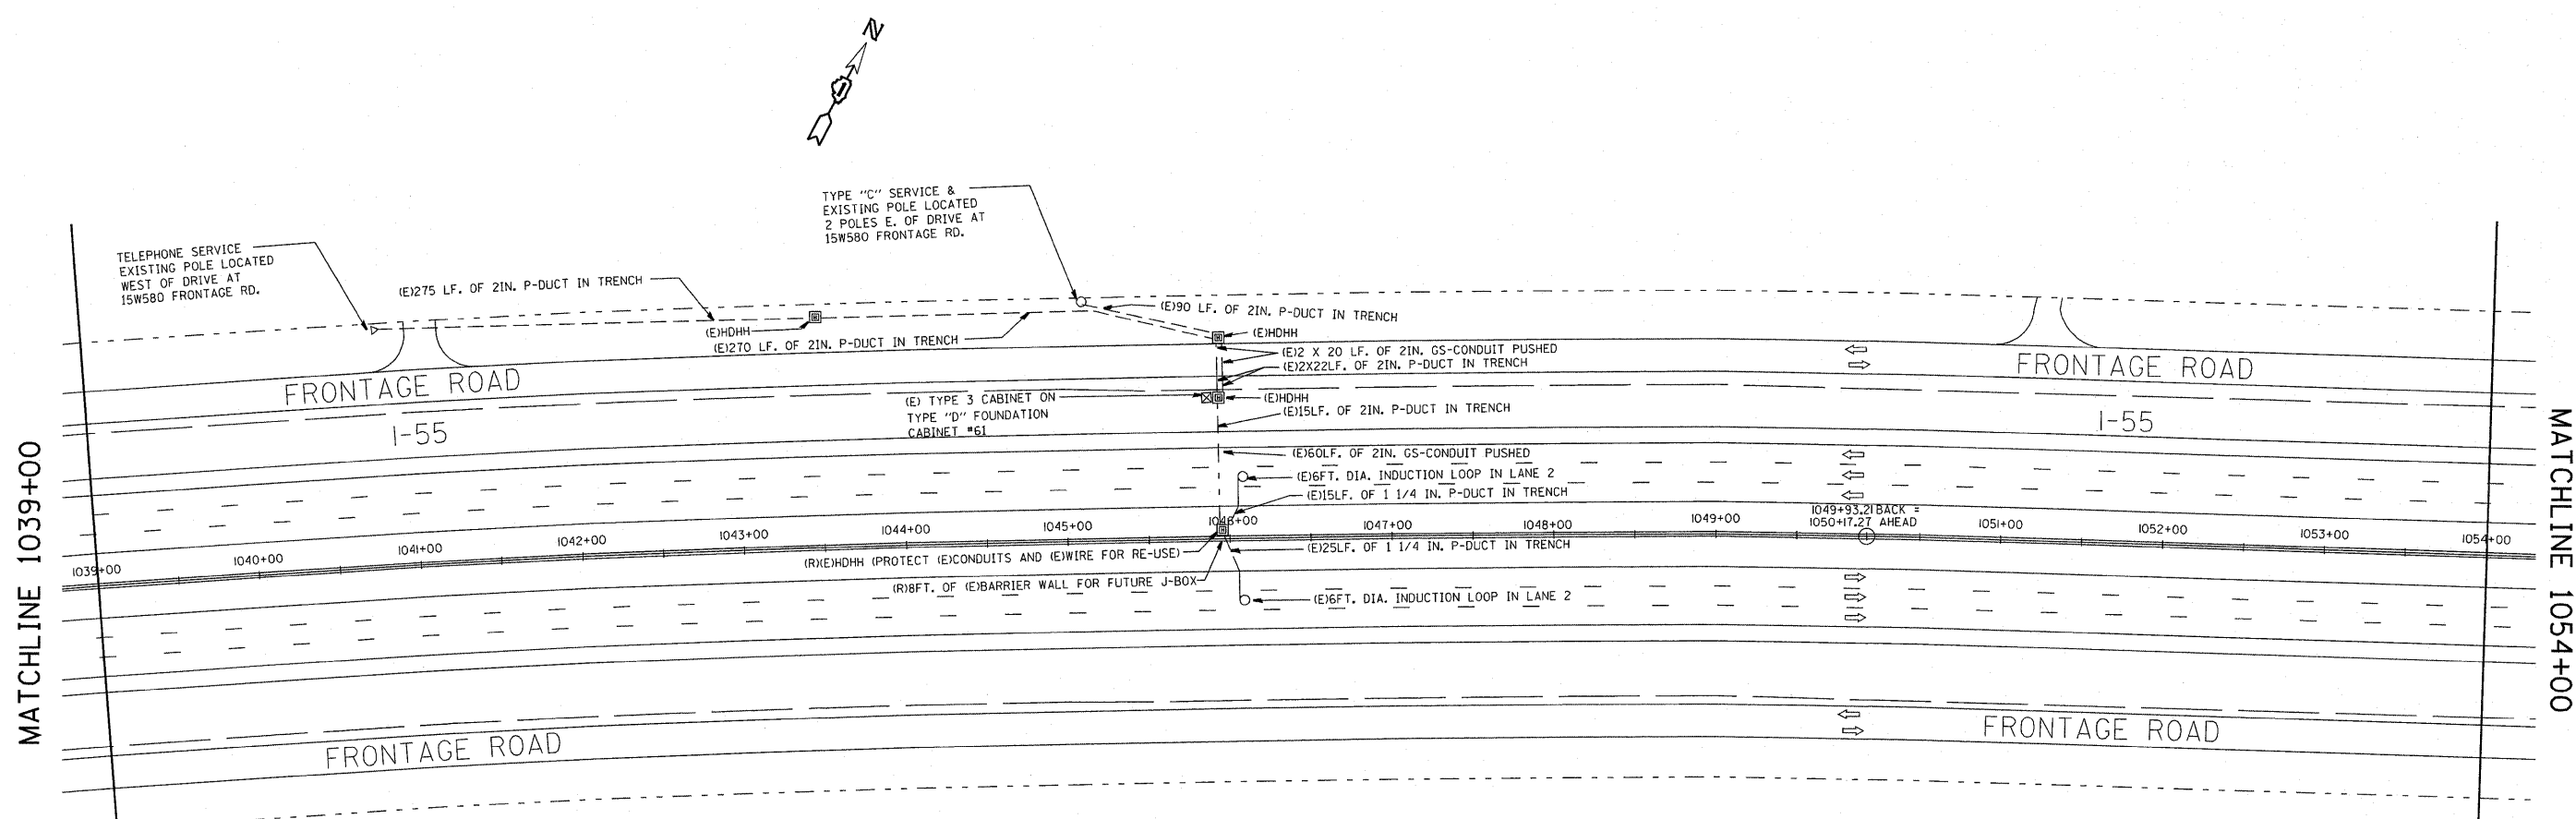 N
TYPE "C" SERVICE &
EXISTING POLE LOCATED
2 POLES E. OF DRIVE AT
15W580 FRONTAGE RD.
TELEPHONE SERVICE
EXISTING POLE LOCATED
WEST OF DRIVE AT
15W580 FRONTAGE RD.
(E)275 LF. OF 2IN. P-DUCT IN TRENCH
(E)90 LF. OF 2IN. P-DUCT IN TRENCH
(E)HDHH
(E)HDHH
(E)270 LF. OF 2IN. P-DUCT IN TRENCH
(E)2 X 20 LF. OF 2IN. GS-CONDUIT PUSHED
(E)2X22LF. OF 2IN. P-DUCT IN TRENCH
FRONTAGE ROAD
FRONTAGE ROAD
(E) TYPE 3 CABINET ON
TYPE "D" FOUNDATION
CABINET #61
(E)HDHH
(E)15LF. OF 2IN. P-DUCT IN TRENCH
I-55
I-55
(E)60LF. OF 2IN. GS-CONDUIT PUSHED
(E)6FT. DIA. INDUCTION LOOP IN LANE 2
(E)15LF. OF 1 1/4 IN. P-DUCT IN TRENCH
1049+93.21 BACK =
1050+17.27 AHEAD
1039+00
1040+00
1041+00
1042+00
1043+00
1044+00
1045+00
1046+00
1047+00
1048+00
1049+00
1051+00
1052+00
1053+00
1054+00
(R)(E)HDHH (PROTECT (E)CONDUITS AND (E)WIRE FOR RE-USE)
(E)25LF. OF 1 1/4 IN. P-DUCT IN TRENCH
(R)8FT. OF (E)BARRIER WALL FOR FUTURE J-BOX
(E)6FT. DIA. INDUCTION LOOP IN LANE 2
FRONTAGE ROAD
FRONTAGE ROAD
MATCHLINE 1039+00
MATCHLINE 1054+00